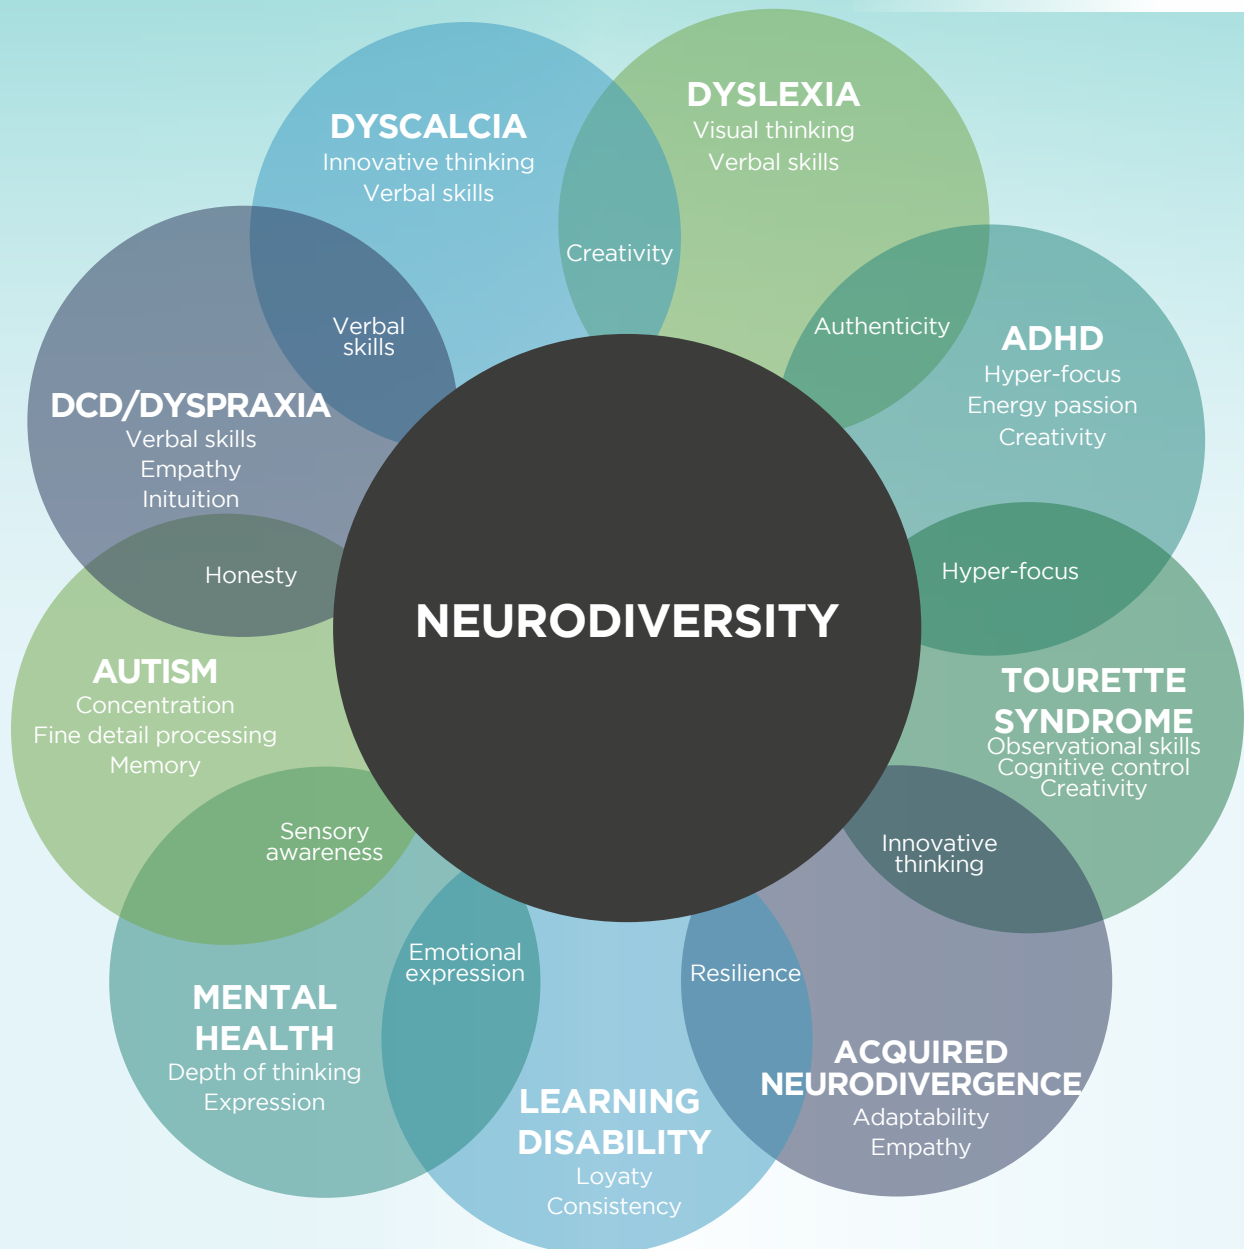 DYSLEXIA
Visual thinking
Verbal skills
DYSCALCIA
Innovative thinking
Verbal skills
Creativity
Verbal
skills
Authenticity
ADHD
Hyper-focus
Energy passion
Creativity
DCD/DYSPRAXIA
Verbal skills
Empathy
Inituition
Honesty
Hyper-focus
NEURODIVERSITY
AUTISM
Concentration
Fine detail processing
Memory
TOURETTE
SYNDROME
Observational skills
Cognitive control
Creativity
Sensory
awareness
Innovative
thinking
Emotional
expression
Resilience
MENTAL
HEALTH
Depth of thinking
Expression
ACQUIRED
NEURODIVERGENCE
Adaptability
Empathy
LEARNING
DISABILITY
Loyaty
Consistency